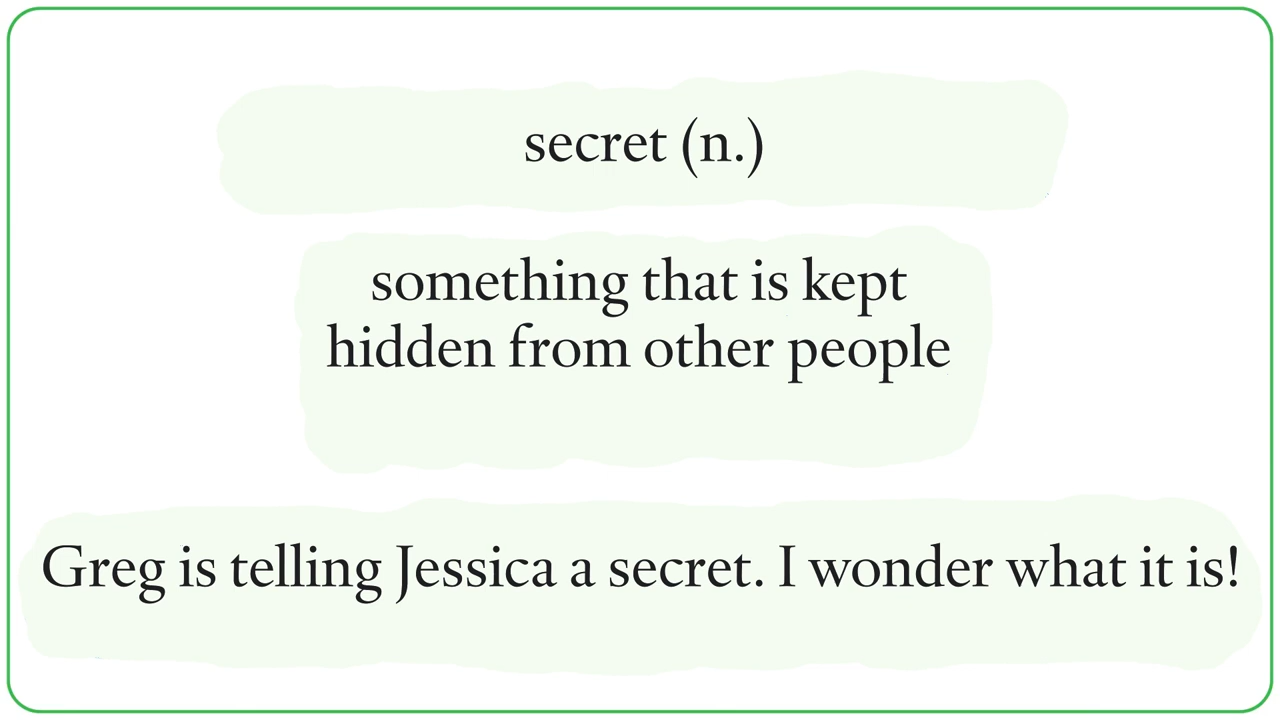 secret (n.)
something that is kept
hidden from other people
Greg is telling Jessica a secret. I wonder what it is!